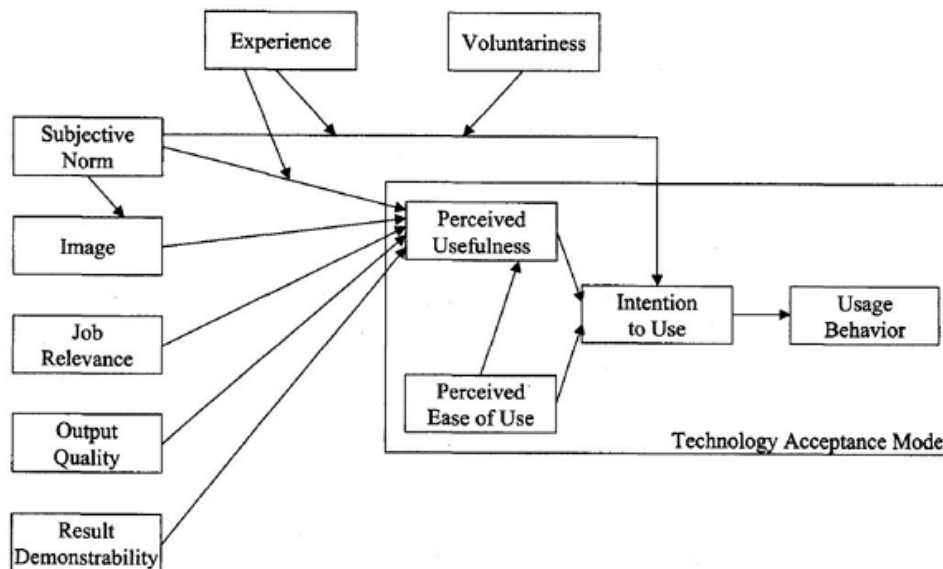 Experience
Voluntariness
Subjective
Norm
Image
Perceived
Usefulness
Intention
to Use
Usage
Behavior
Job
Relevance
Perceived
Ease of Use
Output
Quality
Technology Acceptance Mode
Result
Demonstrability